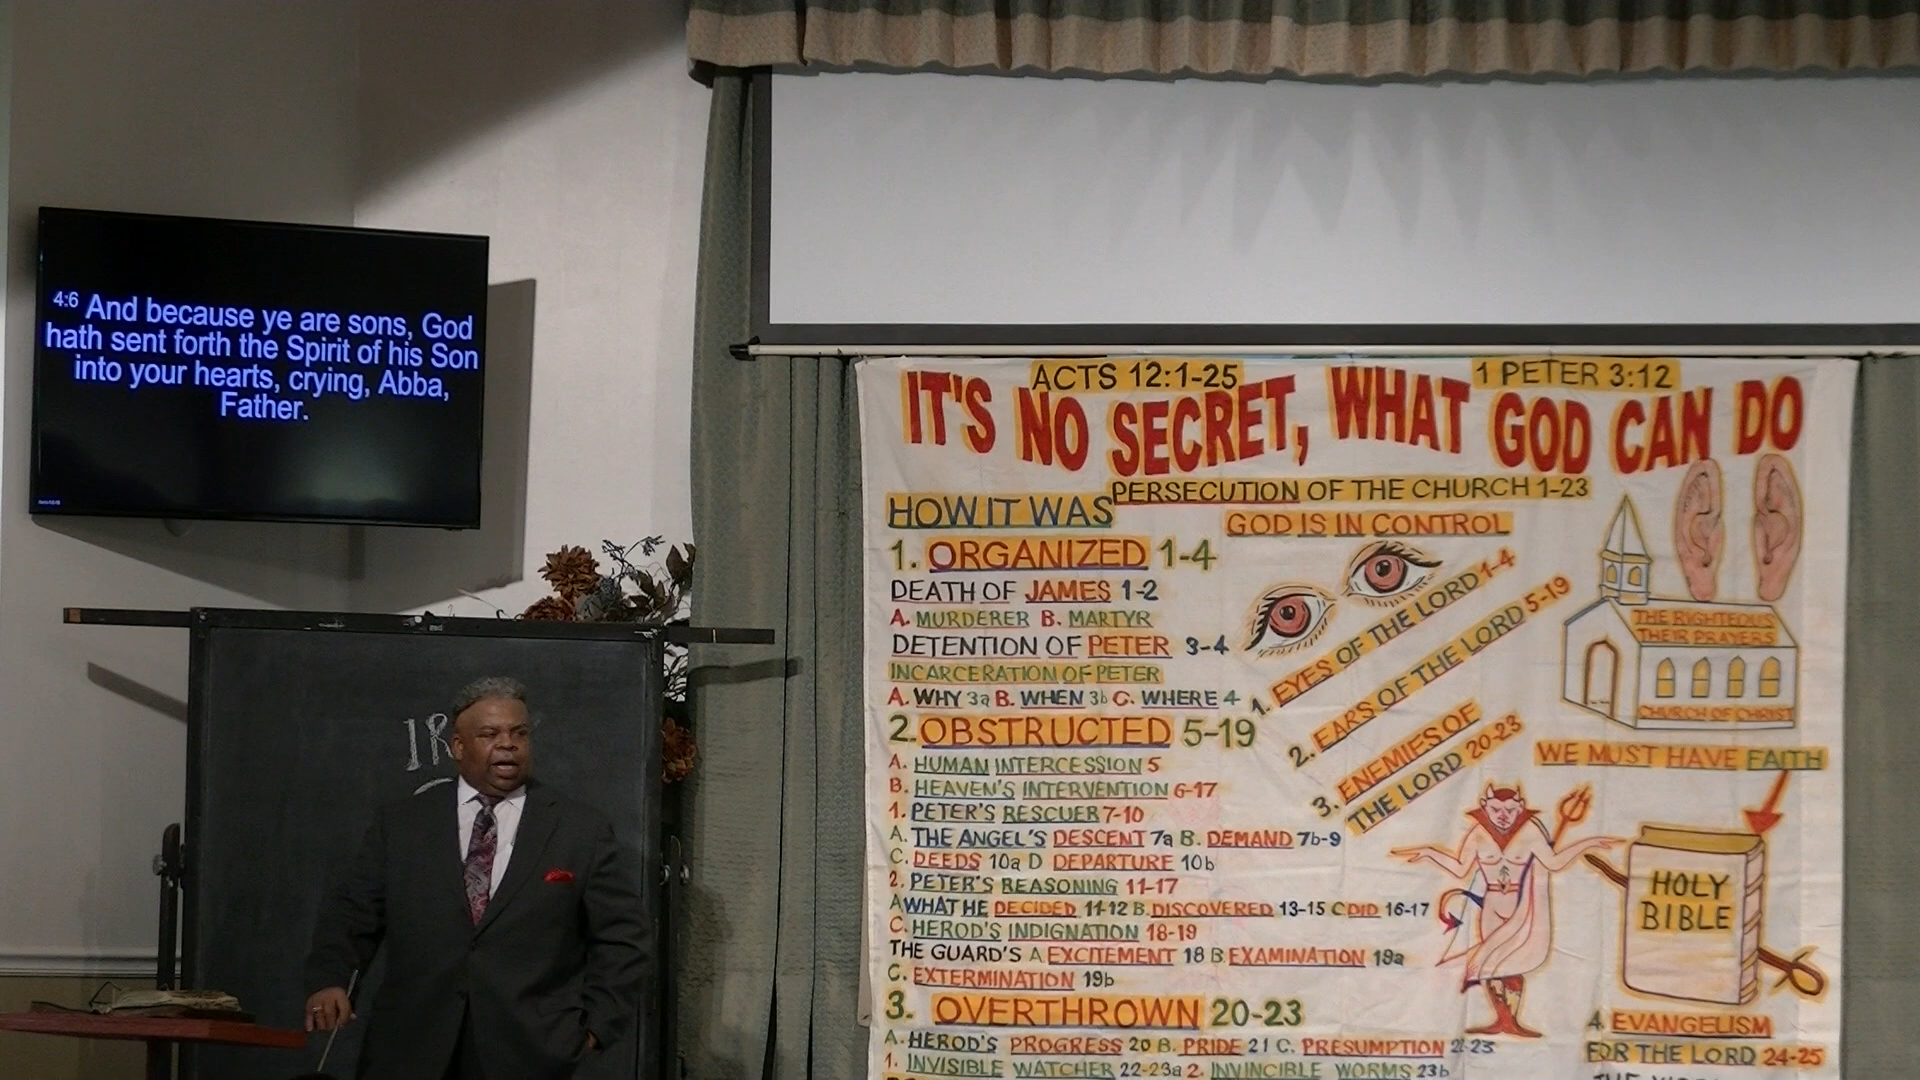 4:6 And because ye are sons, God
hath sent forth the Spirit of his Son
into your hearts, crying, Abba,
Father.
ACTS 12:1-25
1 PETER 3:12
IT'S NO SECRET, WHAT GOD CAN DO
PERSECUTION OF THE CHURCH 1-23
HOW IT WAS
GOD IS IN CONTROL
1. ORGANIZED 1-4
DEATH OF JAMES 1-2
A. MURDERER B. MARTYR
DETENTION OF PETER 3-4
INCARCERATION OF PETER
A. WHY 3a B. WHEN 3b C. WHERE 4
2. OBSTRUCTED 5-19
A. HUMAN INTERCESSION 5
B. HEAVEN'S INTERVENTION 6-17
1. PETER'S RESCUER 7-10
A. THE ANGEL'S DESCENT 7a B. DEMAND 7b-9
C. DEEDS 10a D DEPARTURE 10b
2. PETER'S REASONING 11-17
A WHAT HE DECIDED 11-12 B. DISCOVERED 13-15 C DID 16-17
C. HEROD'S INDIGNATION 18-19
THE GUARD'S A EXCITEMENT 18 B EXAMINATION 19a
C. EXTERMINATION 19b
3. OVERTHROWN 20-23
A. HEROD'S PROGRESS 20 B. PRIDE 21 C. PRESUMPTION 21-23
1. INVISIBLE WATCHER 22-23a 2. INVINCIBLE WORMS 23b
1. EYES OF THE LORD 1-4
2. EARS OF THE LORD 5-19
3. ENEMIES OF
THE LORD 20-23
THE RIGHTEOUS
THEIR PRAYERS
CHURCH OF CHRIST
WE MUST HAVE FAITH
HOLY
BIBLE
4. EVANGELISM
FOR THE LORD 24-25
1R